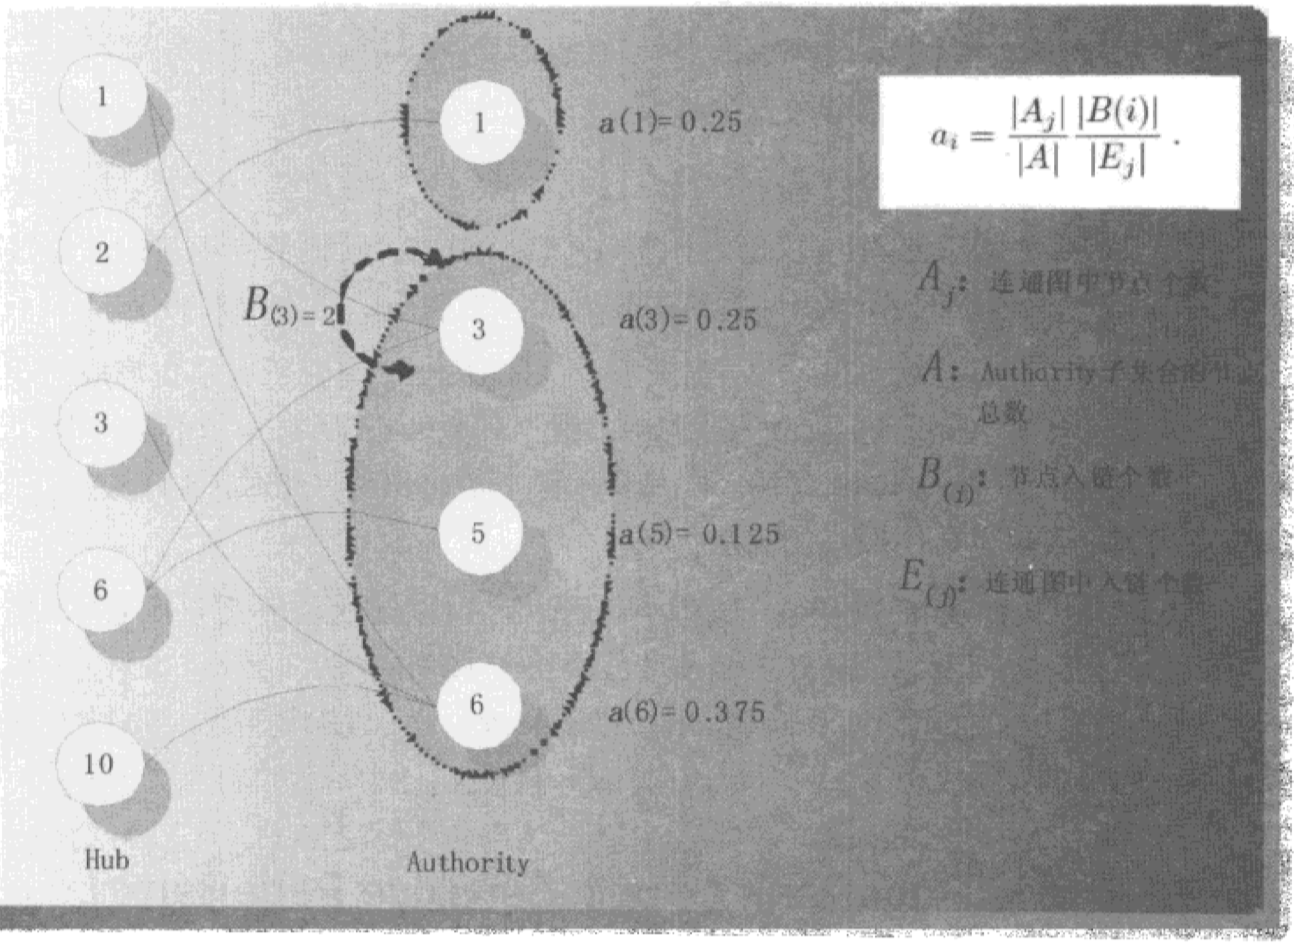 1
1
a(1)=0.25
a_i = \frac{|A_j|}{|A|} \frac{|B(i)|}{|E_j|} .
2
B(3)=2
3
a(3)=0.25
A_j: 连通图中节点个数
A: Authority子集合的节点
总数
3
B_(i): 节点入链个数
5
a(5)=0.125
6
E_(j): 连通图中入链个数
6
a(6)=0.375
10
Hub
Authority